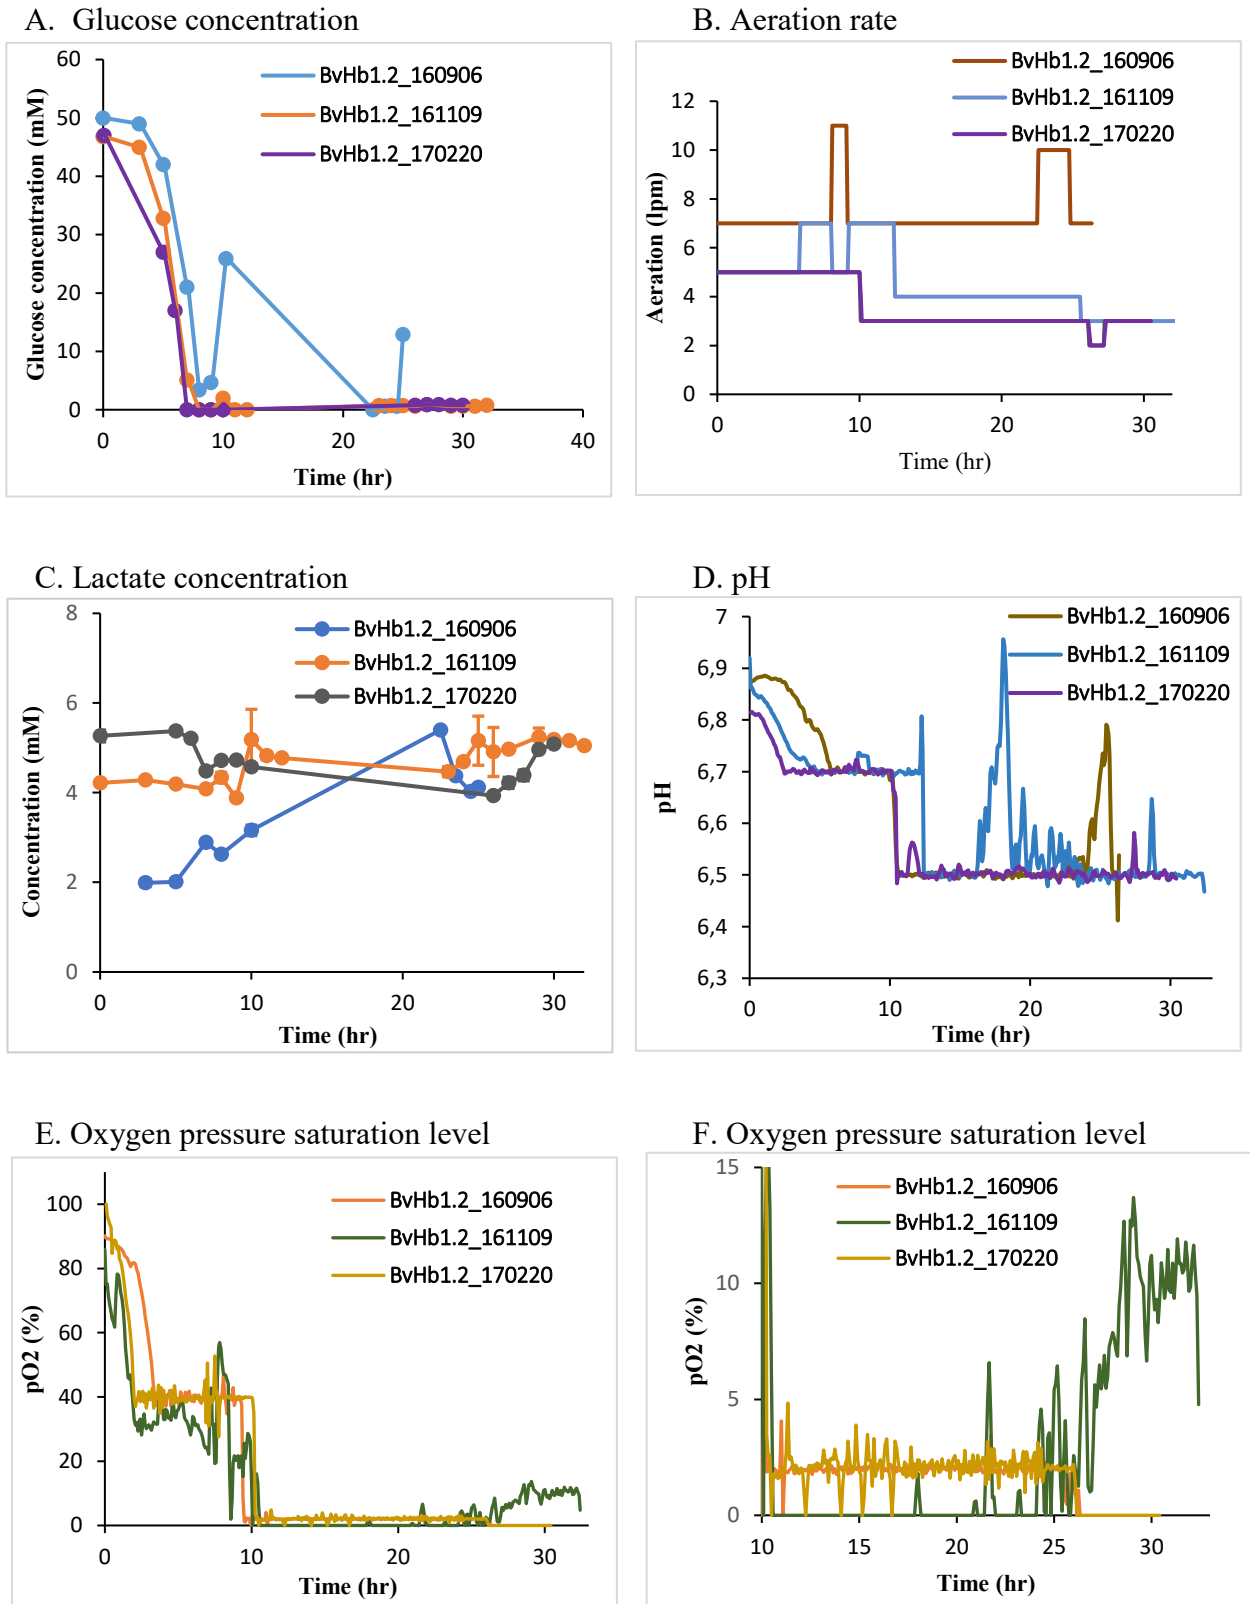 A. Glucose concentration
60
50
40
30
20
10
0
0 10 20 30 40
Glucose concentration (mM)
Time (hr)
BvHb1.2_160906
BvHb1.2_161109
BvHb1.2_170220
B. Aeration rate
12
10
8
6
4
2
0
0 10 20 30
Aeration (lpm)
Time (hr)
BvHb1.2_160906
BvHb1.2_161109
BvHb1.2_170220
C. Lactate concentration
8
6
4
2
0
0 10 20 30
Concentration (mM)
Time (hr)
BvHb1.2_160906
BvHb1.2_161109
BvHb1.2_170220
D. pH
7
6,9
6,8
6,7
6,6
6,5
6,4
6,3
0 10 20 30
pH
Time (hr)
BvHb1.2_160906
BvHb1.2_161109
BvHb1.2_170220
E. Oxygen pressure saturation level
100
80
60
40
20
0
0 10 20 30
pO2 (%)
Time (hr)
BvHb1.2_160906
BvHb1.2_161109
BvHb1.2_170220
F. Oxygen pressure saturation level
15
10
5
0
10 15 20 25 30
pO2 (%)
Time (hr)
BvHb1.2_160906
BvHb1.2_161109
BvHb1.2_170220